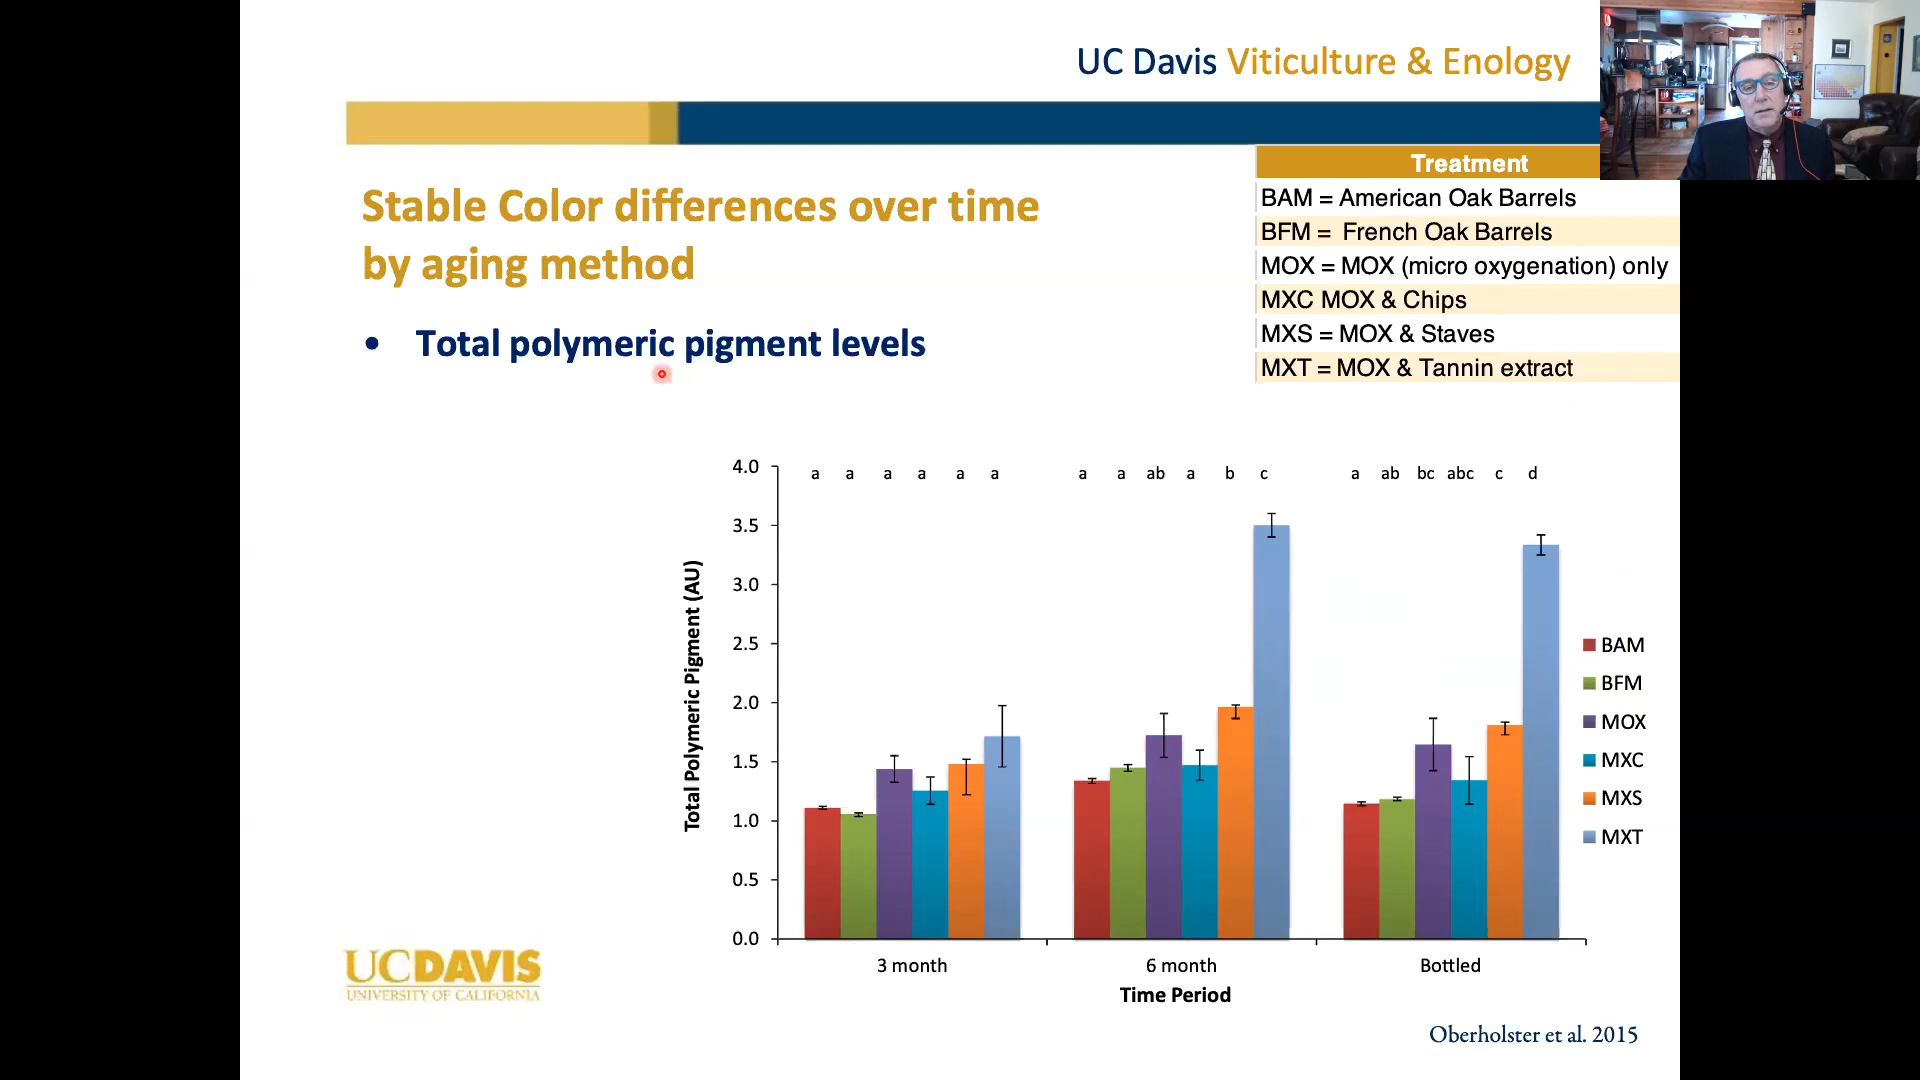 UC Davis Viticulture & Enology
Treatment
BAM = American Oak Barrels
BFM = French Oak Barrels
MOX = MOX (micro oxygenation) only
MXC MOX & Chips
MXS = MOX & Staves
MXT = MOX & Tannin extract
Stable Color differences over time
by aging method
• Total polymeric pigment levels
Total Polymeric Pigment (AU)
4.0
3.5
3.0
2.5
2.0
1.5
1.0
0.5
0.0
a a a a a a a a ab a b c a ab bc abc c d
3 month 6 month Bottled
Time Period
BAM
BFM
MOX
MXC
MXS
MXT
UCDAVIS
UNIVERSITY OF CALIFORNIA
Oberholster et al. 2015